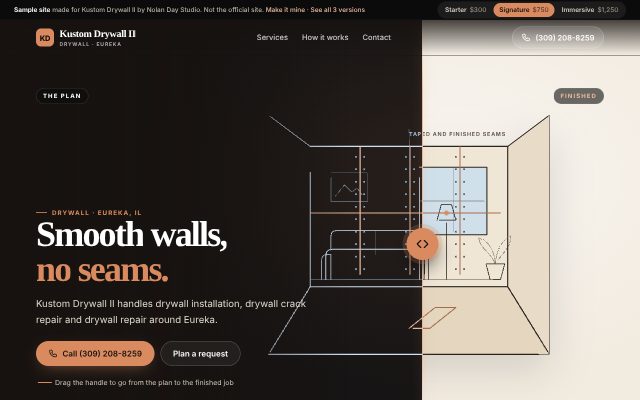 Sample site made for Kustom Drywall II by Nolan Day Studio. Not the official site. Make it mine · See all 3 versions
Starter $300 Signature $750 Immersive $1,250
KD Kustom Drywall II
DRYWALL · EUREKA
Services How it works Contact
(309) 208-8259
THE PLAN
FINISHED
TAPED AND FINISHED SEAMS
DRYWALL · EUREKA, IL
Smooth walls,
no seams.
Kustom Drywall II handles drywall installation, drywall crack
repair and drywall repair around Eureka.
Call (309) 208-8259 Plan a request
Drag the handle to go from the plan to the finished job